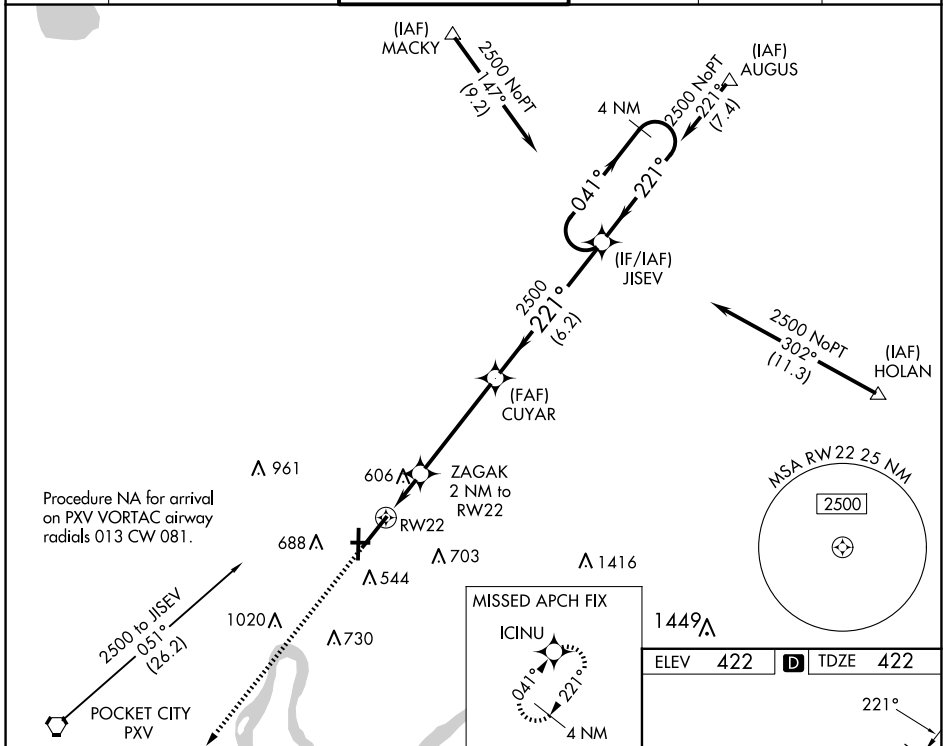 (IAF)
MACKY
2500 NoPT
147°
(9.2)
(IAF)
AUGUS
2500 NoPT
221°
(7.4)
4 NM
041°
221°
(IF/IAF)
JISEV
2500
221°
(6.2)
2500 NoPT
302°
(11.3)
(IAF)
HOLAN
(FAF)
CUYAR
961
606
ZAGAK
2 NM to
RW22
MSA RW 22 25 NM
2500
Procedure NA for arrival
on PXV VORTAC airway
radials 013 CW 081.
RW22
688
703
544
1416
2500 to JISEV
051°
(26.2)
1020
730
1449
MISSED APCH FIX
ICINU
041°
221°
4 NM
POCKET CITY
PXV
ELEV 422 D TDZE 422
221°